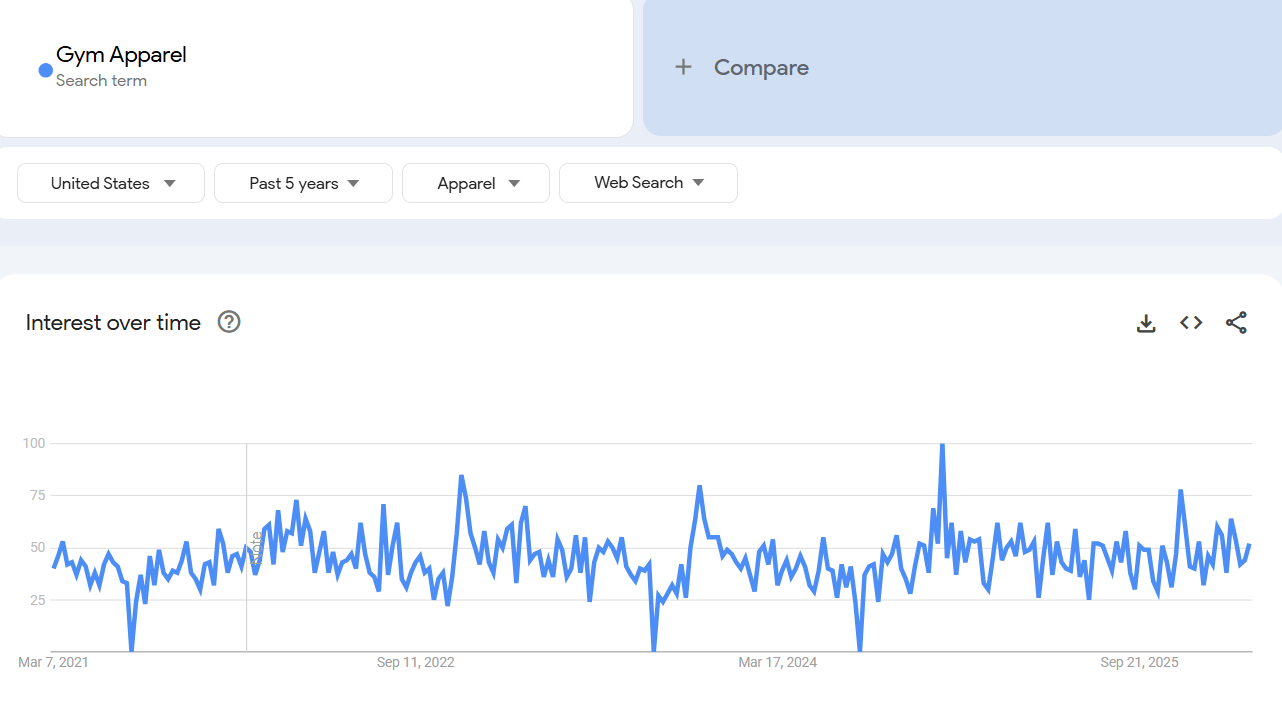 Gym Apparel
Search term
+ Compare
United States
Past 5 years
Apparel
Web Search
Interest over time
?
100
75
50
25
Note
Mar 7, 2021
Sep 11, 2022
Mar 17, 2024
Sep 21, 2025